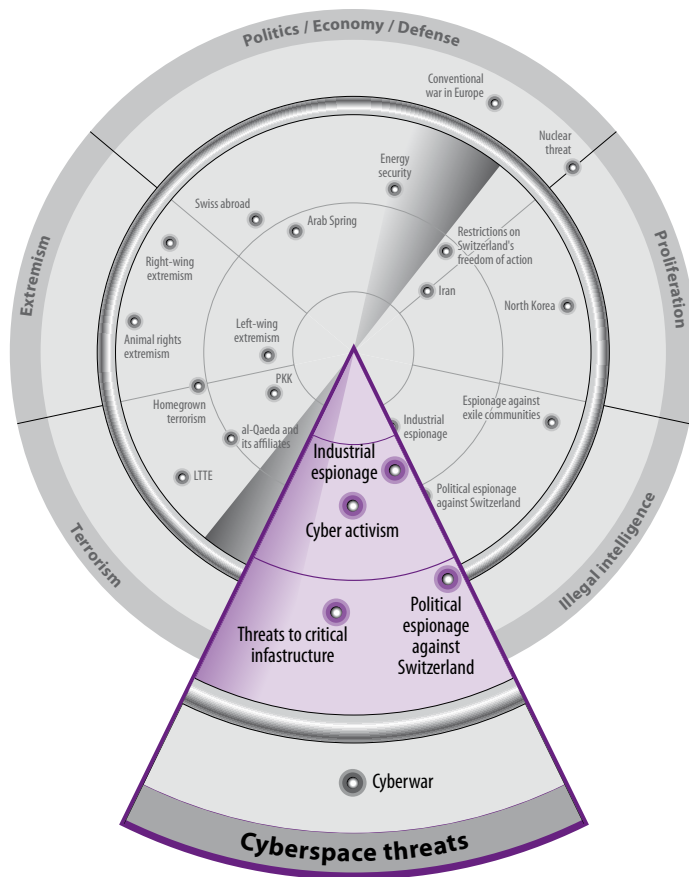 Politics / Economy / Defense
Conventional
war in Europe
Nuclear
threat
Energy
security
Swiss abroad
Arab Spring
Restrictions on
Switzerland's
freedom of action
Extremism
Right-wing
extremism
Proliferation
Iran
North Korea
Animal rights
extremism
Left-wing
extremism
PKK
Homegrown
terrorism
al-Qaeda and
its affiliates
Espionage against
exile communities
Industrial
espionage
Industrial
espionage
LTTE
Political espionage
against Switzerland
Cyber activism
Terrorism
Illegal intelligence
Threats to critical
infastructure
Political
espionage
against
Switzerland
Cyberwar
Cyberspace threats